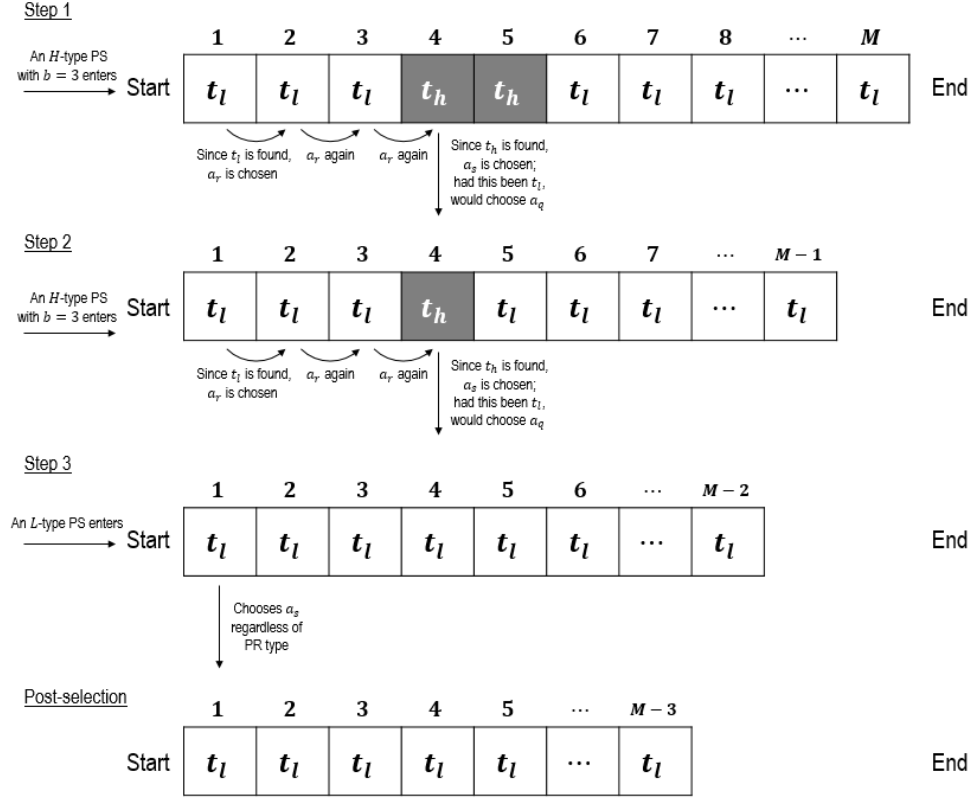 Step 1
1 2 3 4 5 6 7 8 ⋯ M
An H-type PS
with b = 3 enters
Start t_l t_l t_l t_h t_h t_l t_l t_l ⋯ t_l End
Since t_l is found,
a_r is chosen
a_r again
a_r again
Since t_h is found,
a_s is chosen;
had this been t_l,
would choose a_q
Step 2
1 2 3 4 5 6 7 ⋯ M − 1
An H-type PS
with b = 3 enters
Start t_l t_l t_l t_h t_l t_l t_l ⋯ t_l End
Since t_l is found,
a_r is chosen
a_r again
a_r again
Since t_h is found,
a_s is chosen;
had this been t_l,
would choose a_q
Step 3
1 2 3 4 5 6 ⋯ M − 2
An L-type PS enters
Start t_l t_l t_l t_l t_l t_l ⋯ t_l End
Chooses a_s
regardless of
PR type
Post-selection
1 2 3 4 5 ⋯ M − 3
Start t_l t_l t_l t_l t_l ⋯ t_l End